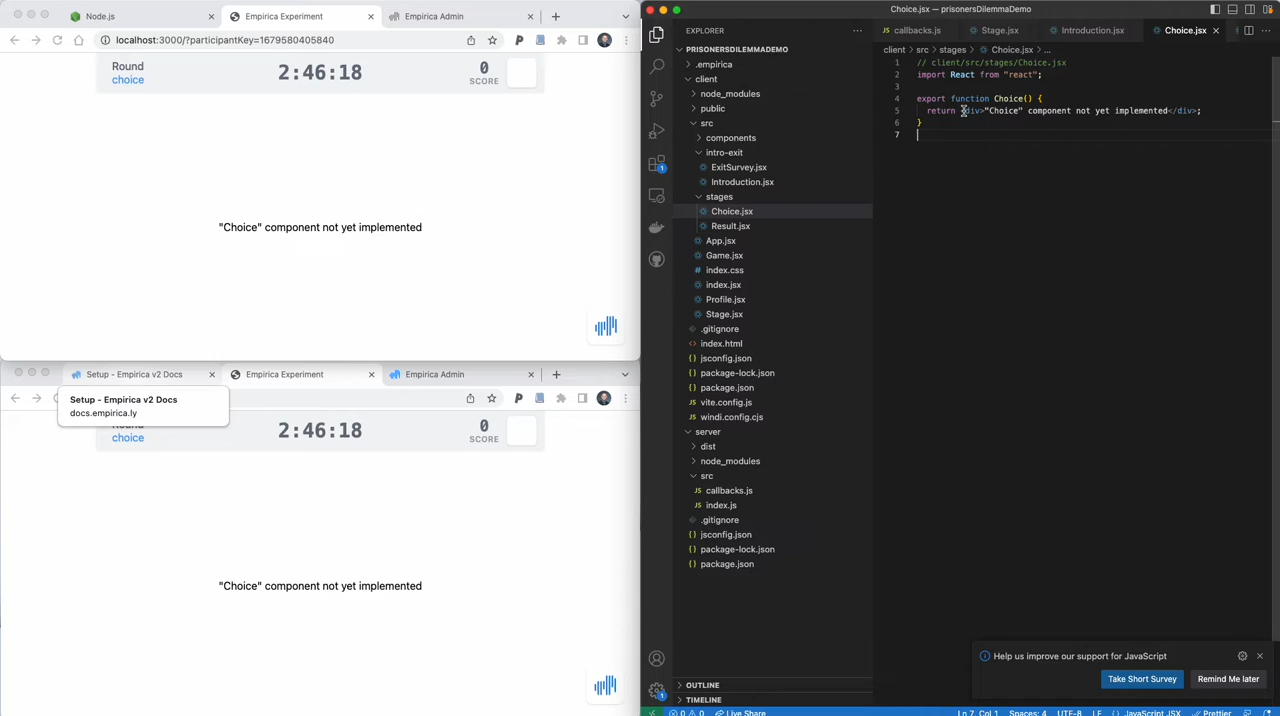 Node.js
Empirica Experiment
Empirica Admin
localhost:3000/?participantKey=1679580405840
Round
choice
2:46:18
0
SCORE
"Choice" component not yet implemented
Setup - Empirica v2 Docs
Empirica Experiment
Empirica Admin
Setup - Empirica v2 Docs
docs.empirica.ly
choice
2:46:18
0
SCORE
"Choice" component not yet implemented
Choice.jsx — prisonersDilemmaDemo
EXPLORER
PRISONERSDILEMMADEMO
.empirica
client
node_modules
public
src
components
intro-exit
ExitSurvey.jsx
Introduction.jsx
stages
Choice.jsx
Result.jsx
App.jsx
Game.jsx
index.css
index.jsx
Profile.jsx
Stage.jsx
.gitignore
index.html
jsconfig.json
package-lock.json
package.json
vite.config.js
windi.config.cjs
server
dist
node_modules
src
callbacks.js
index.js
.gitignore
jsconfig.json
package-lock.json
package.json
OUTLINE
TIMELINE
callbacks.js
Stage.jsx
Introduction.jsx
Choice.jsx
client > src > stages > Choice.jsx > ...
1 // client/src/stages/Choice.jsx
2 import React from "react";
3
4 export function Choice() {
5 return <div>"Choice" component not yet implemented</div>;
6 }
7
Help us improve our support for JavaScript
Take Short Survey
Remind Me later
0 0 Live Share
Ln 7, Col 1 Spaces: 4 UTF-8 LF JavaScript JSX Prettier